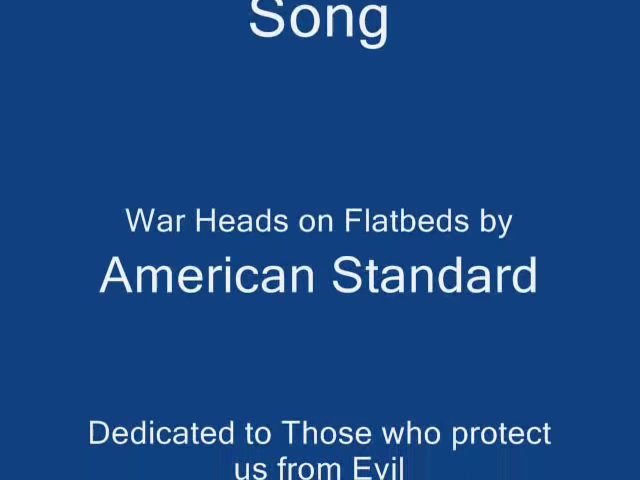 Song
War Heads on Flatbeds by
American Standard
Dedicated to Those who protect
us from Evil